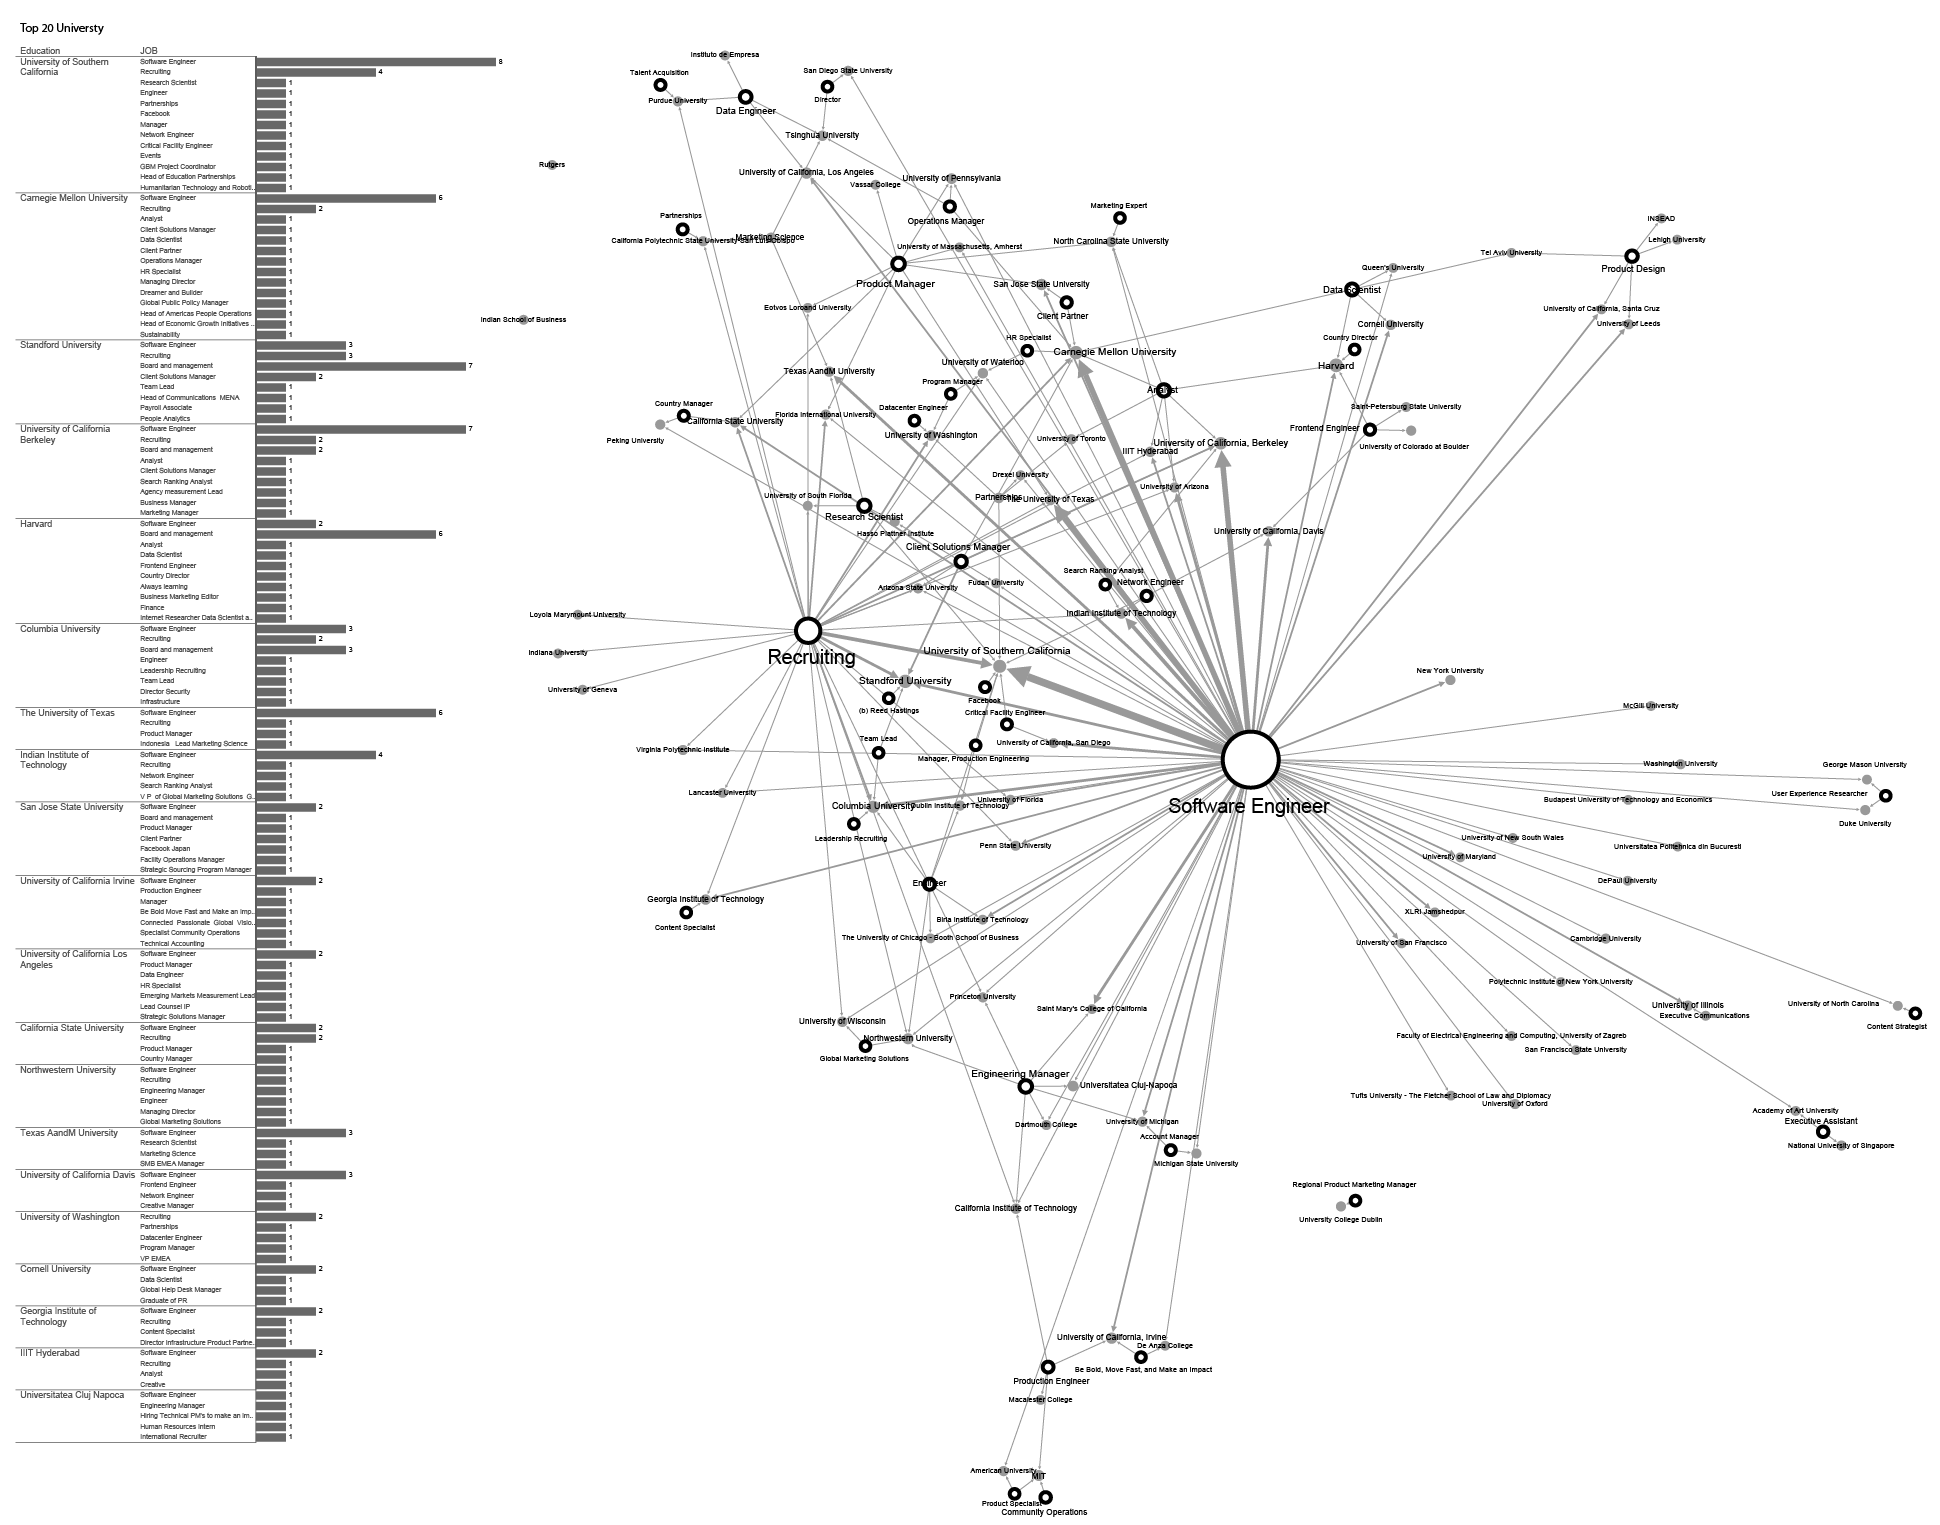 Top 20 Universty
Education JOB
University of Southern California
Software Engineer 8
Recruiting 4
Research Scientist 1
Engineer 1
Partnerships 1
Facebook 1
Manager 1
Network Engineer 1
Critical Facility Engineer 1
Events 1
GBM Project Coordinator 1
Head of Education Partnerships 1
Humanitarian Technology and Roboti.. 1
Carnegie Mellon University
Software Engineer 6
Recruiting 2
Analyst 1
Client Solutions Manager 1
Data Scientist 1
Client Partner 1
Operations Manager 1
HR Specialist 1
Managing Director 1
Dreamer and Builder 1
Global Public Policy Manager 1
Head of Americas People Operations 1
Head of Economic Growth Initiatives .. 1
Sustainability 1
Standford University
Software Engineer 3
Recruiting 3
Board and management 7
Client Solutions Manager 2
Team Lead 1
Head of Communications MENA 1
Payroll Associate 1
People Analytics 1
University of California Berkeley
Software Engineer 7
Recruiting 2
Board and management 2
Analyst 1
Client Solutions Manager 1
Search Ranking Analyst 1
Agency measurement Lead 1
Business Manager 1
Marketing Manager 1
Harvard
Software Engineer 2
Board and management 6
Analyst 1
Data Scientist 1
Frontend Engineer 1
Country Director 1
Always learning 1
Business Marketing Editor 1
Finance 1
Internet Researcher Data Scientist a.. 1
Columbia University
Software Engineer 3
Recruiting 2
Board and management 3
Engineer 1
Leadership Recruiting 1
Team Lead 1
Director Security 1
Infrastructure 1
The University of Texas
Software Engineer 6
Recruiting 1
Product Manager 1
Indonesia Lead Marketing Science 1
Indian Institute of Technology
Software Engineer 4
Recruiting 1
Network Engineer 1
Search Ranking Analyst 1
V P of Global Marketing Solutions G.. 1
San Jose State University
Software Engineer 2
Board and management 1
Product Manager 1
Client Partner 1
Facebook Japan 1
Facility Operations Manager 1
Strategic Sourcing Program Manager 1
University of California Irvine
Software Engineer 2
Production Engineer 1
Manager 1
Be Bold Move Fast and Make an Imp.. 1
Connected Passionate Global Visio.. 1
Specialist Community Operations 1
Technical Accounting 1
University of California Los Angeles
Software Engineer 2
Product Manager 1
Data Engineer 1
HR Specialist 1
Emerging Markets Measurement Lead 1
Lead Counsel IP 1
Strategic Solutions Manager 1
California State University
Software Engineer 2
Recruiting 2
Product Manager 1
Country Manager 1
Northwestern University
Software Engineer 1
Recruiting 1
Engineering Manager 1
Engineer 1
Managing Director 1
Global Marketing Solutions 1
Texas AandM University
Software Engineer 3
Research Scientist 1
Marketing Science 1
SMB EMEA Manager 1
University of California Davis
Software Engineer 3
Frontend Engineer 1
Network Engineer 1
Creative Manager 1
University of Washington
Recruiting 2
Partnerships 1
Datacenter Engineer 1
Program Manager 1
VP EMEA 1
Cornell University
Software Engineer 2
Data Scientist 1
Global Help Desk Manager 1
Graduate of PR 1
Georgia Institute of Technology
Software Engineer 2
Recruiting 1
Content Specialist 1
Director Infrastructure Product Partne.. 1
IIIT Hyderabad
Software Engineer 2
Recruiting 1
Analyst 1
Creative 1
Universitatea Cluj Napoca
Software Engineer 1
Engineering Manager 1
Hiring Technical PM's to make an im.. 1
Human Resources Intern 1
International Recruiter 1
Instituto de Empresa
Talent Acquisition
San Diego State University
Purdue University
Data Engineer
Director
Tsinghua University
Rutgers
University of California, Los Angeles
Vassar College
University of Pennsylvania
Partnerships
Operations Manager
Marketing Expert
INSEAD
California Polytechnic State University-San Luis Obispo
Marketing Science
University of Massachusetts, Amherst
North Carolina State University
Lehigh University
Tel Aviv University
Product Manager
Queen's University
Product Design
San Jose State University
Data Scientist
Eotvos Lorand University
Client Partner
University of California, Santa Cruz
Indian School of Business
Cornell University
University of Leeds
HR Specialist
Country Director
Carnegie Mellon University
University of Waterloo
Harvard
Texas AandM University
Program Manager
Analyst
Country Manager
Datacenter Engineer
Saint-Petersburg State University
California State University
Florida International University
Frontend Engineer
Peking University
University of Washington
University of Toronto
University of California, Berkeley
University of Colorado at Boulder
IIIT Hyderabad
Drexel University
University of Arizona
University of South Florida
Partnerships
The University of Texas
Research Scientist
Hasso Plattner Institute
University of California, Davis
Client Solutions Manager
Search Ranking Analyst
Network Engineer
Arizona State University
Fudan University
Loyola Marymount University
Indian Institute of Technology
Recruiting
University of Southern California
Indiana University
New York University
Standford University
University of Geneva
Facebook
(b) Reed Hastings
Critical Facility Engineer
McGill University
Team Lead
University of California, San Diego
Virginia Polytechnic Institute
Manager, Production Engineering
Washington University
George Mason University
Lancaster University
User Experience Researcher
Columbia University
Dublin Institute of Technology
University of Florida
Software Engineer
Budapest University of Technology and Economics
Duke University
Leadership Recruiting
Penn State University
University of New South Wales
Universitatea Politehnica din Bucuresti
University of Maryland
Engineer
DePaul University
Georgia Institute of Technology
XLRI Jamshedpur
Content Specialist
Birla Institute of Technology
The University of Chicago - Booth School of Business
University of San Francisco
Cambridge University
Polytechnic Institute of New York University
Princeton University
Saint Mary's College of California
University of Illinois
University of North Carolina
Executive Communications
University of Wisconsin
Content Strategist
Northwestern University
Faculty of Electrical Engineering and Computing, University of Zagreb
Global Marketing Solutions
San Francisco State University
Engineering Manager
Universitatea Cluj-Napoca
Tufts University - The Fletcher School of Law and Diplomacy
University of Oxford
Academy of Art University
Dartmouth College
University of Michigan
Executive Assistant
Account Manager
National University of Singapore
Michigan State University
Regional Product Marketing Manager
California Institute of Technology
University College Dublin
University of California, Irvine
De Anza College
Be Bold, Move Fast, and Make an Impact
Production Engineer
Macalester College
American University
MIT
Product Specialist
Community Operations